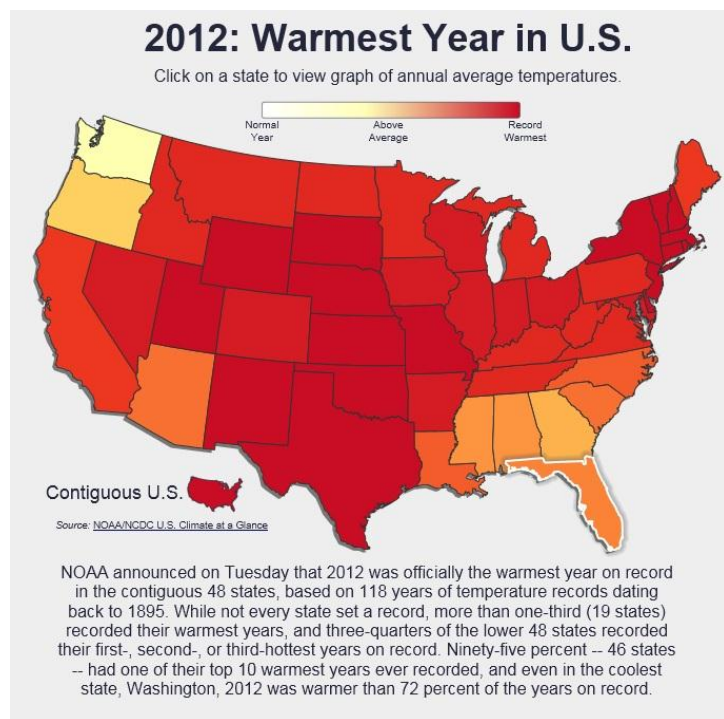 2012: Warmest Year in U.S.
Click on a state to view graph of annual average temperatures.
Normal
Year
Above
Average
Record
Warmest
Contiguous U.S.
Source: NOAA/NCDC U.S. Climate at a Glance
NOAA announced on Tuesday that 2012 was officially the warmest year on record
in the contiguous 48 states, based on 118 years of temperature records dating
back to 1895. While not every state set a record, more than one-third (19 states)
recorded their warmest years, and three-quarters of the lower 48 states recorded
their first-, second-, or third-hottest years on record. Ninety-five percent -- 46 states
-- had one of their top 10 warmest years ever recorded, and even in the coolest
state, Washington, 2012 was warmer than 72 percent of the years on record.